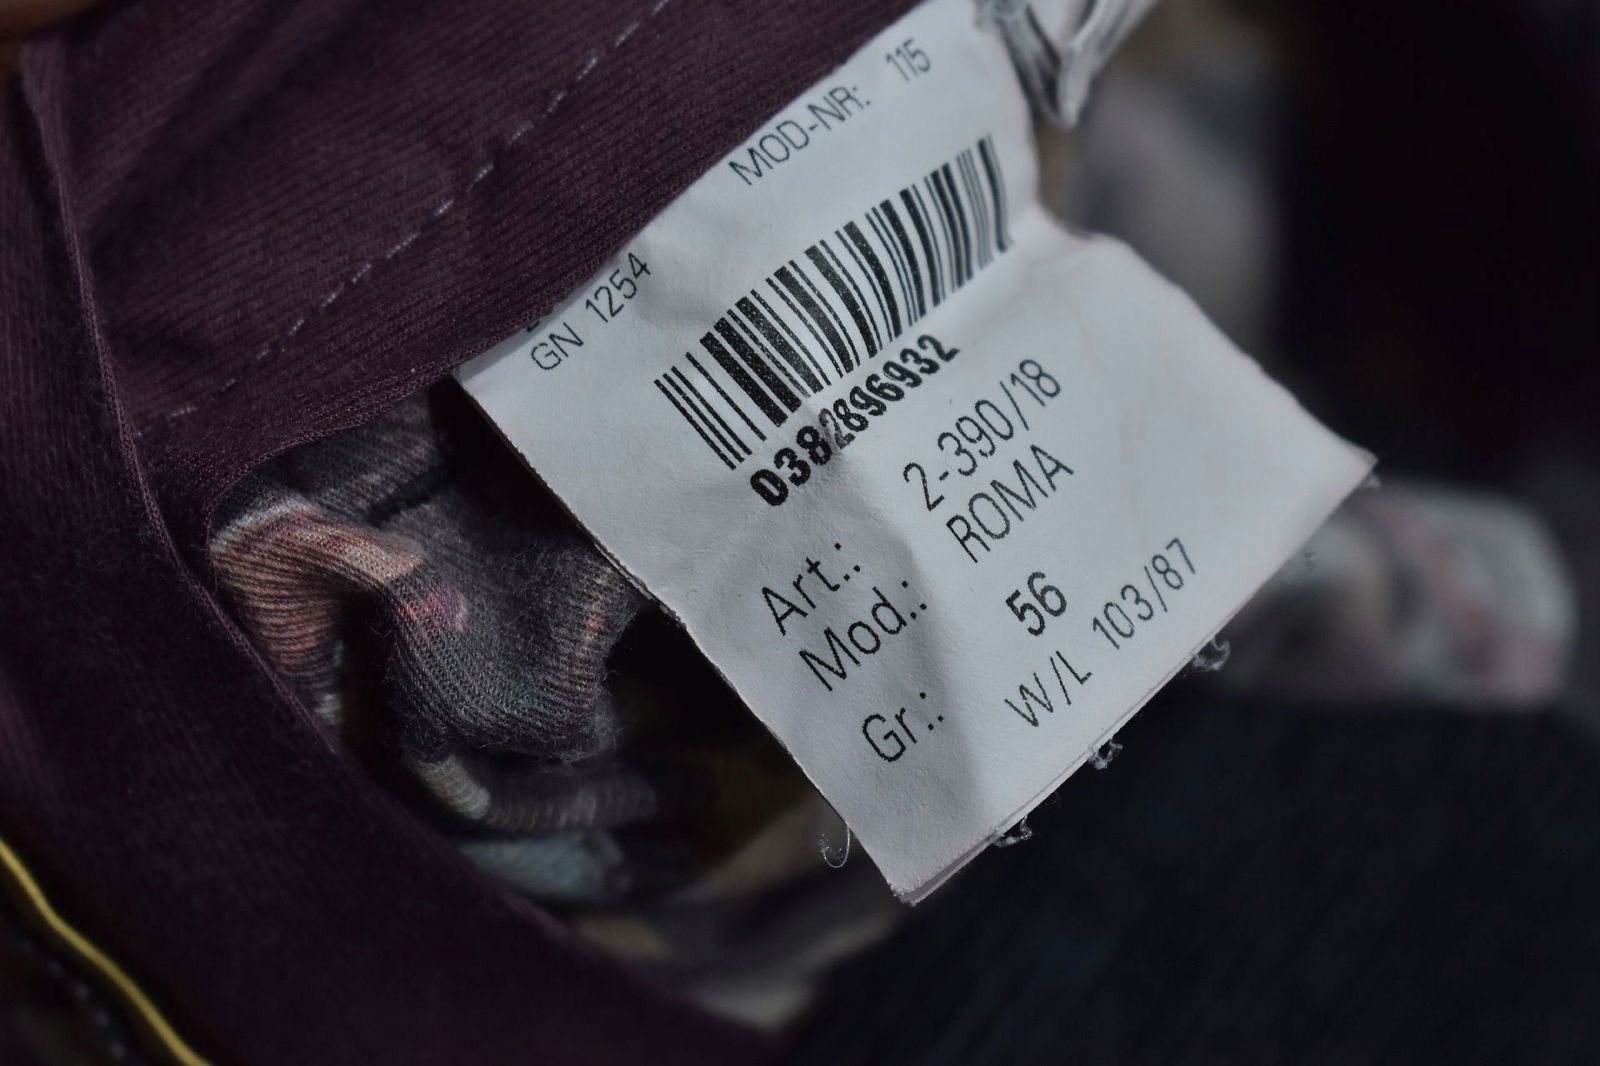 MOD-NR: 115
GN 1254
0382896932
Art.: 2-390/18
Mod.: ROMA
Gr.: 56
W/L 103/87